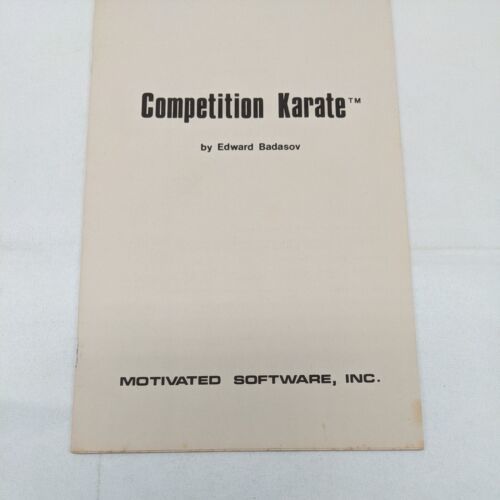 Competition Karate™
by Edward Badasov
MOTIVATED SOFTWARE, INC.